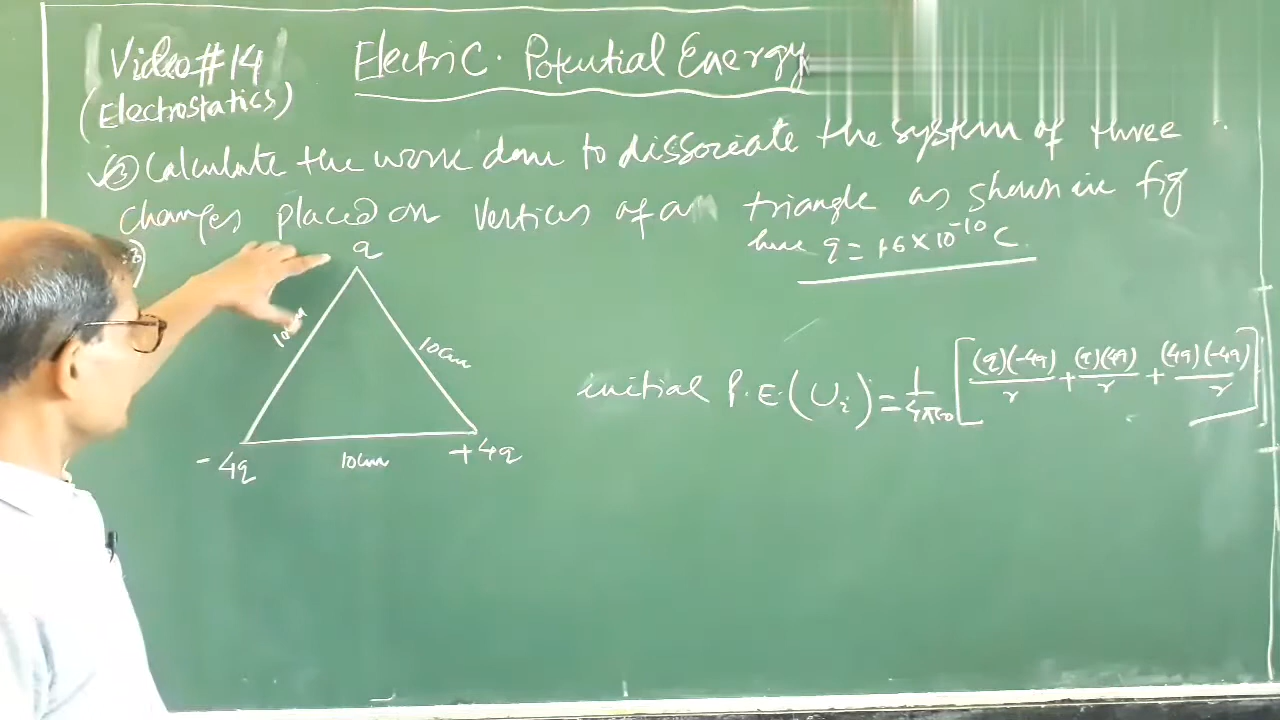 Video#14
Electric Potential Energy
(Electrostatics)
③ Calculate the work done to dissociate the system of three
charges placed on vertices of a triangle as shown in fig
here q = 1.6 × 10⁻¹⁰ C
q
10cm
10cm
-4q
10cm
+4q
initial P.E. (Uᵢ) = 1/4πε₀ [(q)(-4q)/r + (q)(4q)/r + (4q)(-4q)/r]